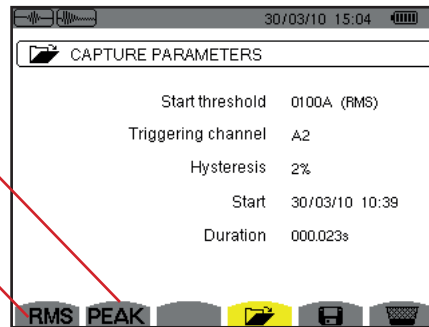 30/03/10 15:04
CAPTURE PARAMETERS
Start threshold 0100A (RMS)
Triggering channel A2
Hysteresis 2%
Start 30/03/10 10:39
Duration 000.023s
RMS PEAK